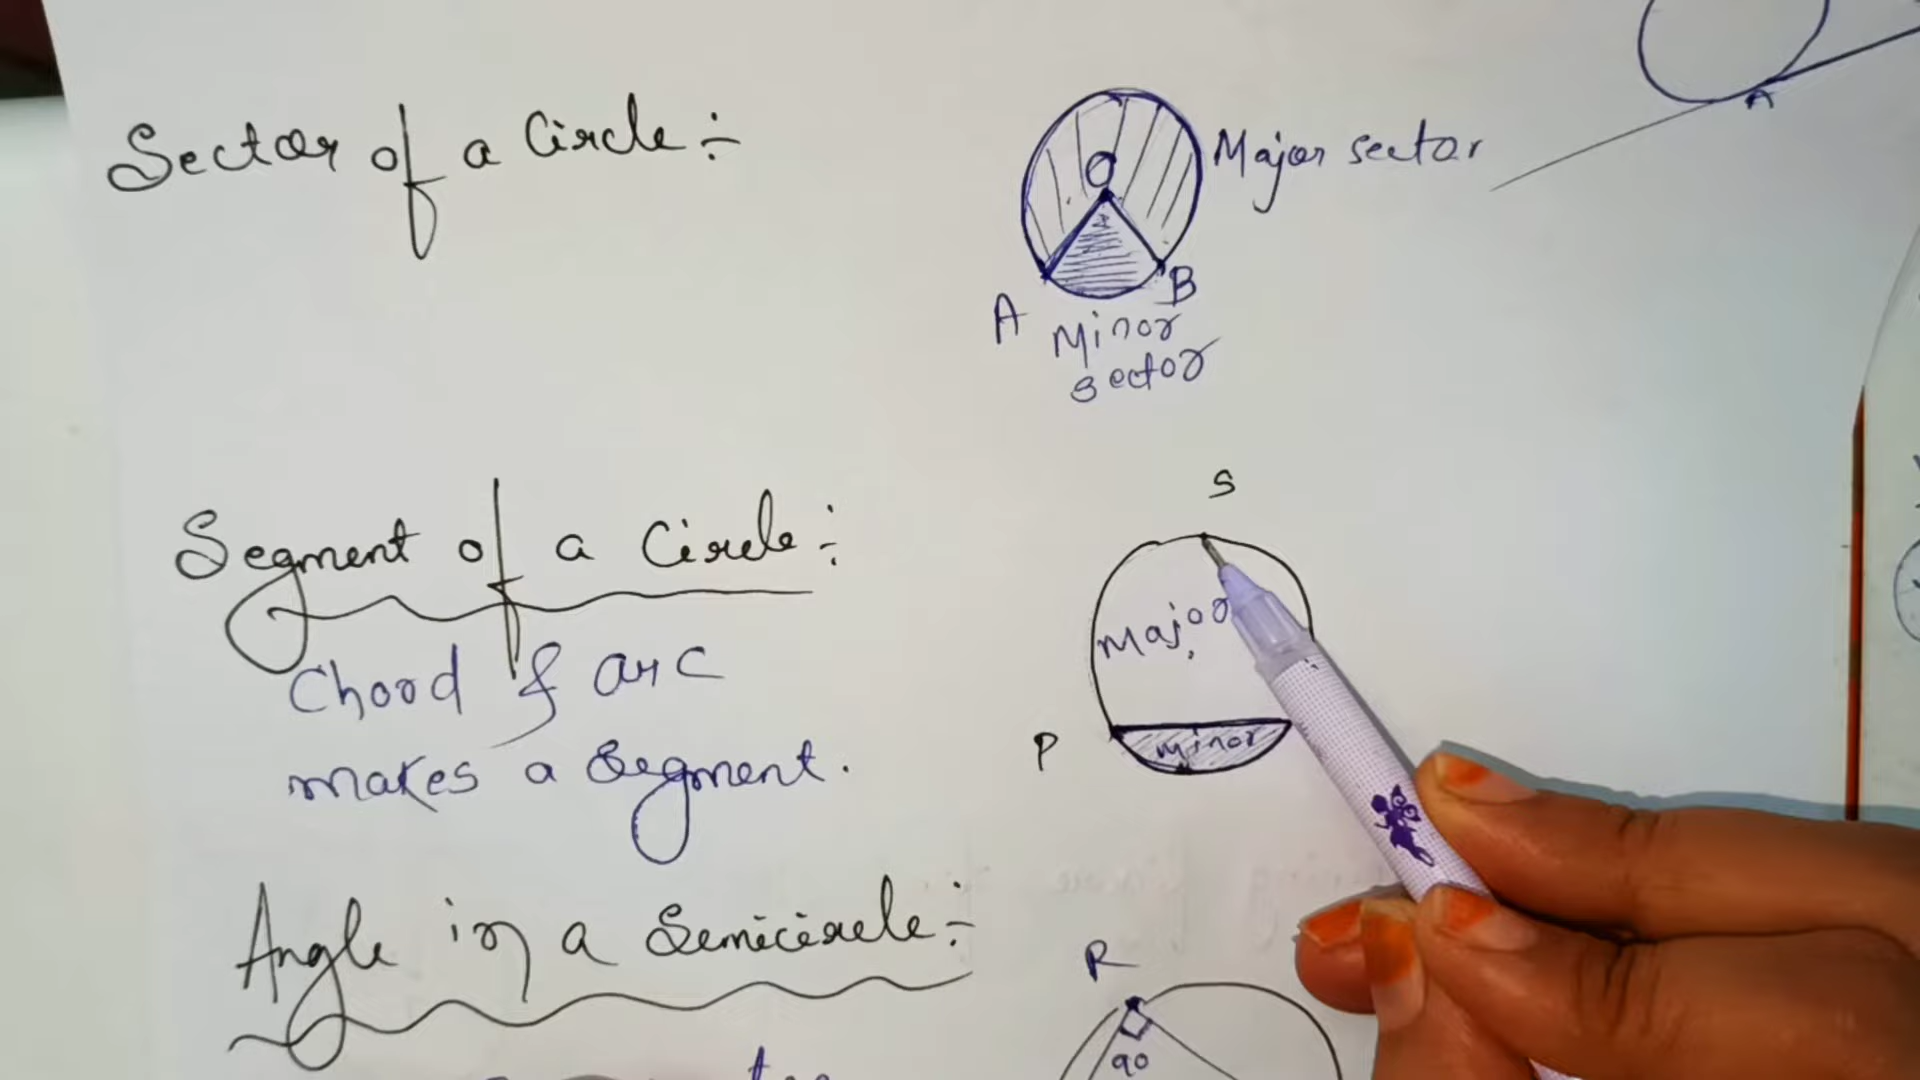 Sector of a Circle:-
O
Major sector
A
B
Minor
sector
A
Segment of a Circle:-
S
Major
Chord & arc
makes a segment.
P
minor
Angle in a Semicircle:-
R
90